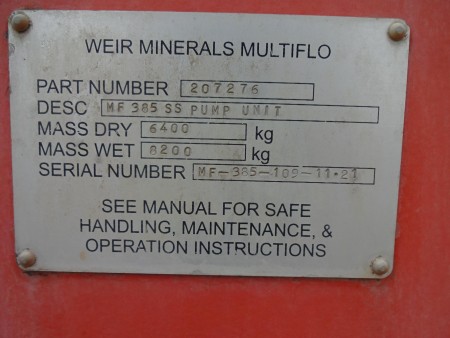 WEIR MINERALS MULTIFLO
PART NUMBER 207276
DESC MF 385 SS PUMP UNIT
MASS DRY 6400 kg
MASS WET 8200 kg
SERIAL NUMBER MF-385-109-11-21
SEE MANUAL FOR SAFE
HANDLING, MAINTENANCE, &
OPERATION INSTRUCTIONS